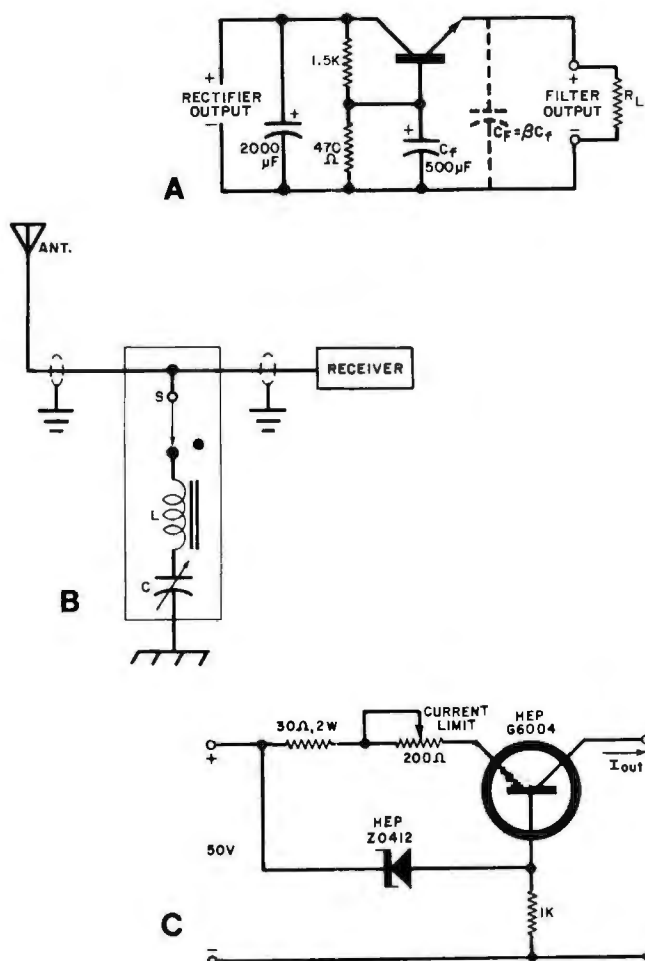 1.5K
+
RECTIFIER
OUTPUT
−
+
2000
µF
470
Ω
+
Cf
500µF
CF=βCf
+
FILTER
OUTPUT
−
RL
A
ANT.
S
RECEIVER
L
C
B
30Ω, 2W
CURRENT
LIMIT
200Ω
HEP
G6004
Iout
+
HEP
Z0412
50V
1K
−
C